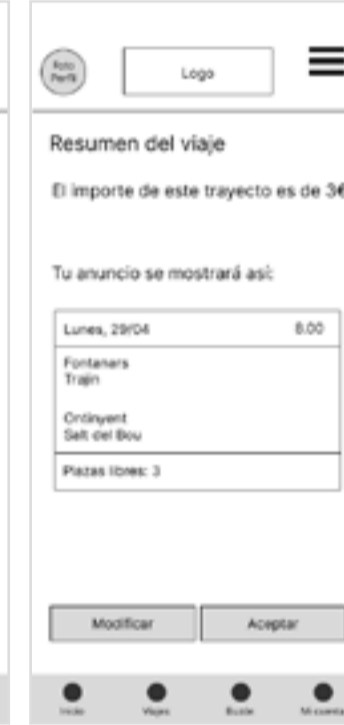 Foto
Perfil
Logo
Resumen del viaje
El importe de este trayecto es de 3€
Tu anuncio se mostrará así:
Lunes, 29/04 8.00
Fontanars
Trajin
Ontinyent
Salt del Bou
Plazas libres: 3
Modificar Aceptar
Inicio Viajes Buzón Mi cuenta